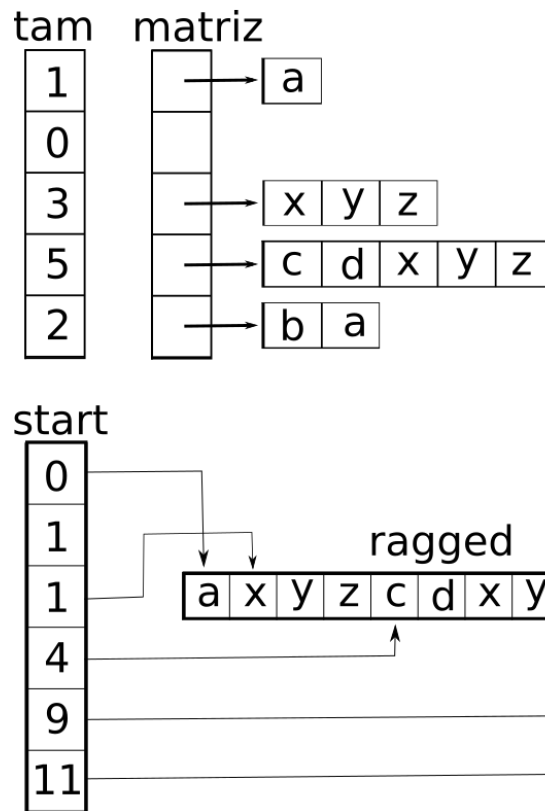 tam matriz
1 a
0
3 x y z
5 c d x y z
2 b a
start
0
1
ragged
1 a x y z c d x y
4
9
11